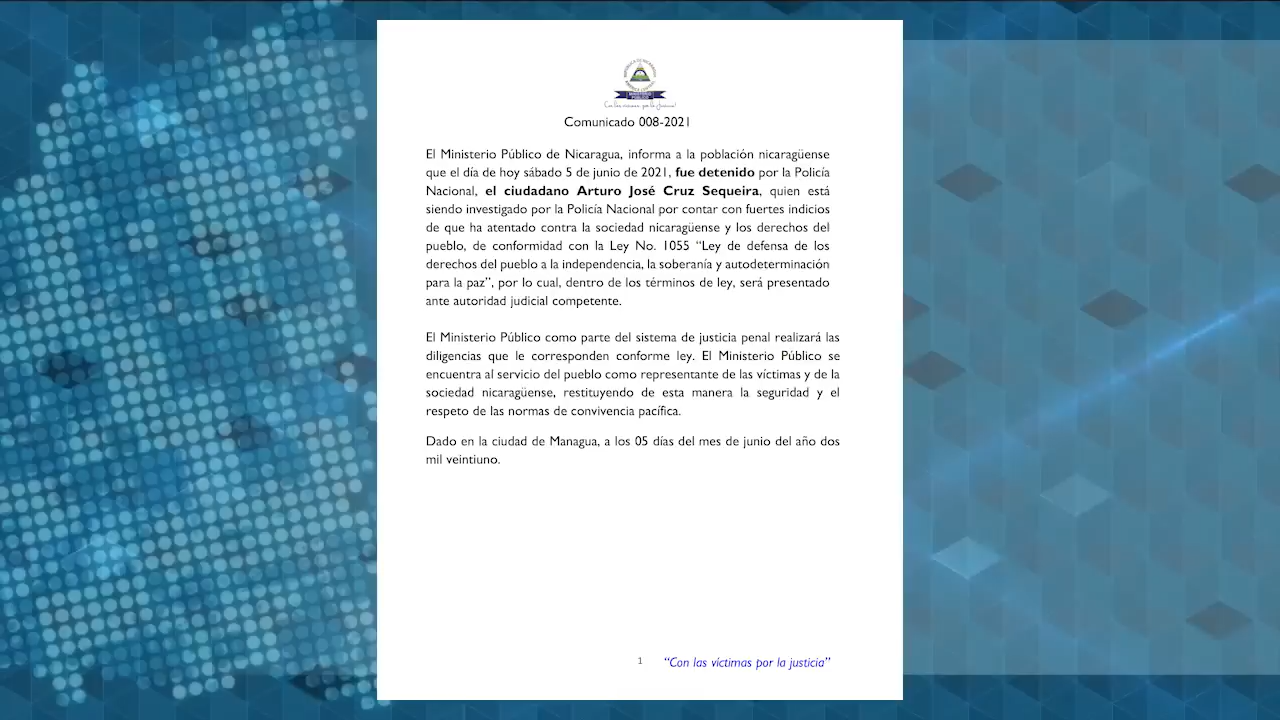 Comunicado 008-2021
El Ministerio Público de Nicaragua, informa a la población nicaragüense
que el día de hoy sábado 5 de junio de 2021, fue detenido por la Policía
Nacional, el ciudadano Arturo José Cruz Sequeira, quien está
siendo investigado por la Policía Nacional por contar con fuertes indicios
de que ha atentado contra la sociedad nicaragüense y los derechos del
pueblo, de conformidad con la Ley No. 1055 “Ley de defensa de los
derechos del pueblo a la independencia, la soberanía y autodeterminación
para la paz”, por lo cual, dentro de los términos de ley, será presentado
ante autoridad judicial competente.
El Ministerio Público como parte del sistema de justicia penal realizará las
diligencias que le corresponden conforme ley. El Ministerio Público se
encuentra al servicio del pueblo como representante de las víctimas y de la
sociedad nicaragüense, restituyendo de esta manera la seguridad y el
respeto de las normas de convivencia pacífica.
Dado en la ciudad de Managua, a los 05 días del mes de junio del año dos
mil veintiuno.
1 “Con las víctimas por la justicia”